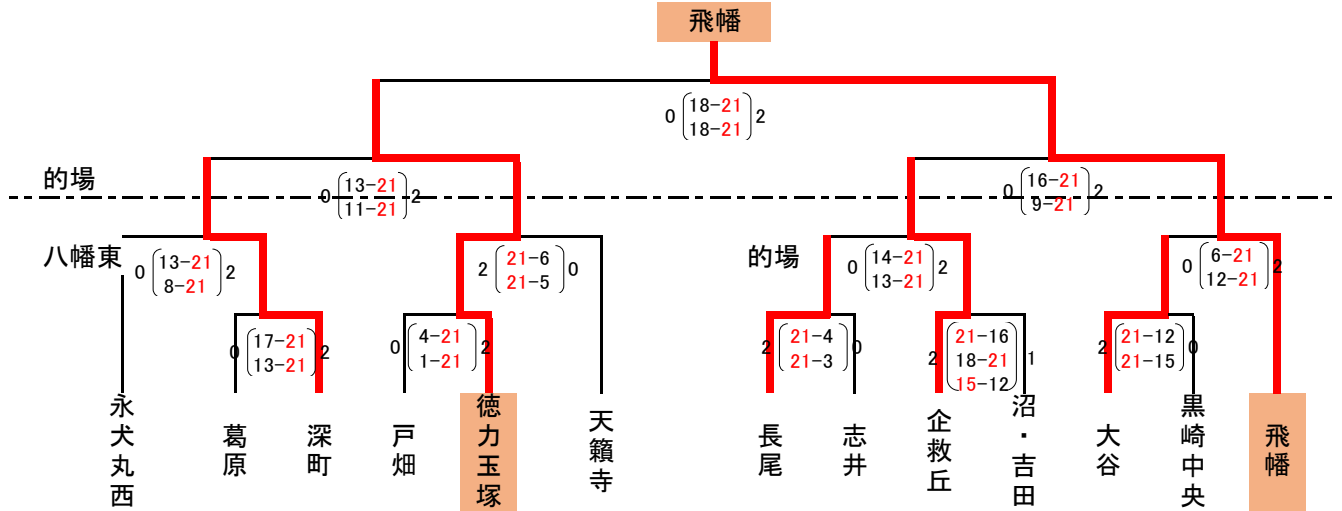 飛幡
0 18-21 2
18-21
的場
0 13-21 2
11-21
0 16-21 2
9-21
八幡東
0 13-21 2
8-21
2 21-6 0
21-5
的場
0 14-21 2
13-21
0 6-21 2
12-21
0 17-21 2
13-21
0 4-21 2
1-21
2 21-4 0
21-3
2 21-16 1
18-21
15-12
2 21-12 0
21-15
永犬丸西
葛原
深町
戸畑
徳力玉塚
天籟寺
長尾
志井
企救丘
沼・吉田
大谷
黒崎中央
飛幡